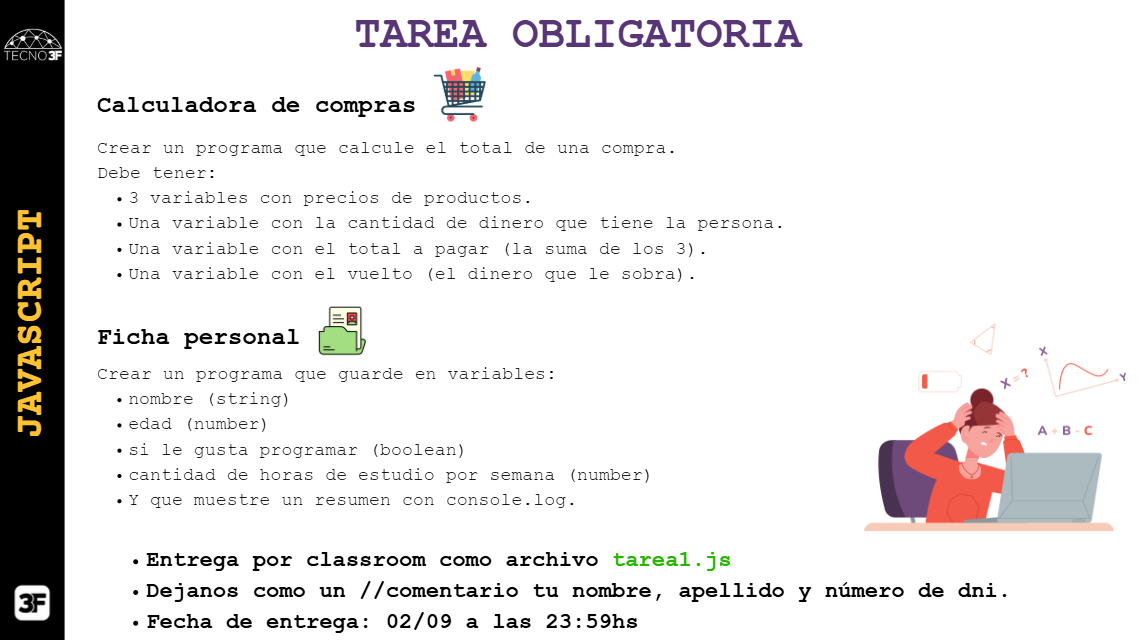 TECNO3F
JAVASCRIPT
3F
TAREA OBLIGATORIA
Calculadora de compras
Crear un programa que calcule el total de una compra.
Debe tener:
• 3 variables con precios de productos.
• Una variable con la cantidad de dinero que tiene la persona.
• Una variable con el total a pagar (la suma de los 3).
• Una variable con el vuelto (el dinero que le sobra).
Ficha personal
Crear un programa que guarde en variables:
• nombre (string)
• edad (number)
• si le gusta programar (boolean)
• cantidad de horas de estudio por semana (number)
• Y que muestre un resumen con console.log.
X = ?
X
Y
A + B - C
• Entrega por classroom como archivo tarea1.js
• Dejanos como un //comentario tu nombre, apellido y número de dni.
• Fecha de entrega: 02/09 a las 23:59hs